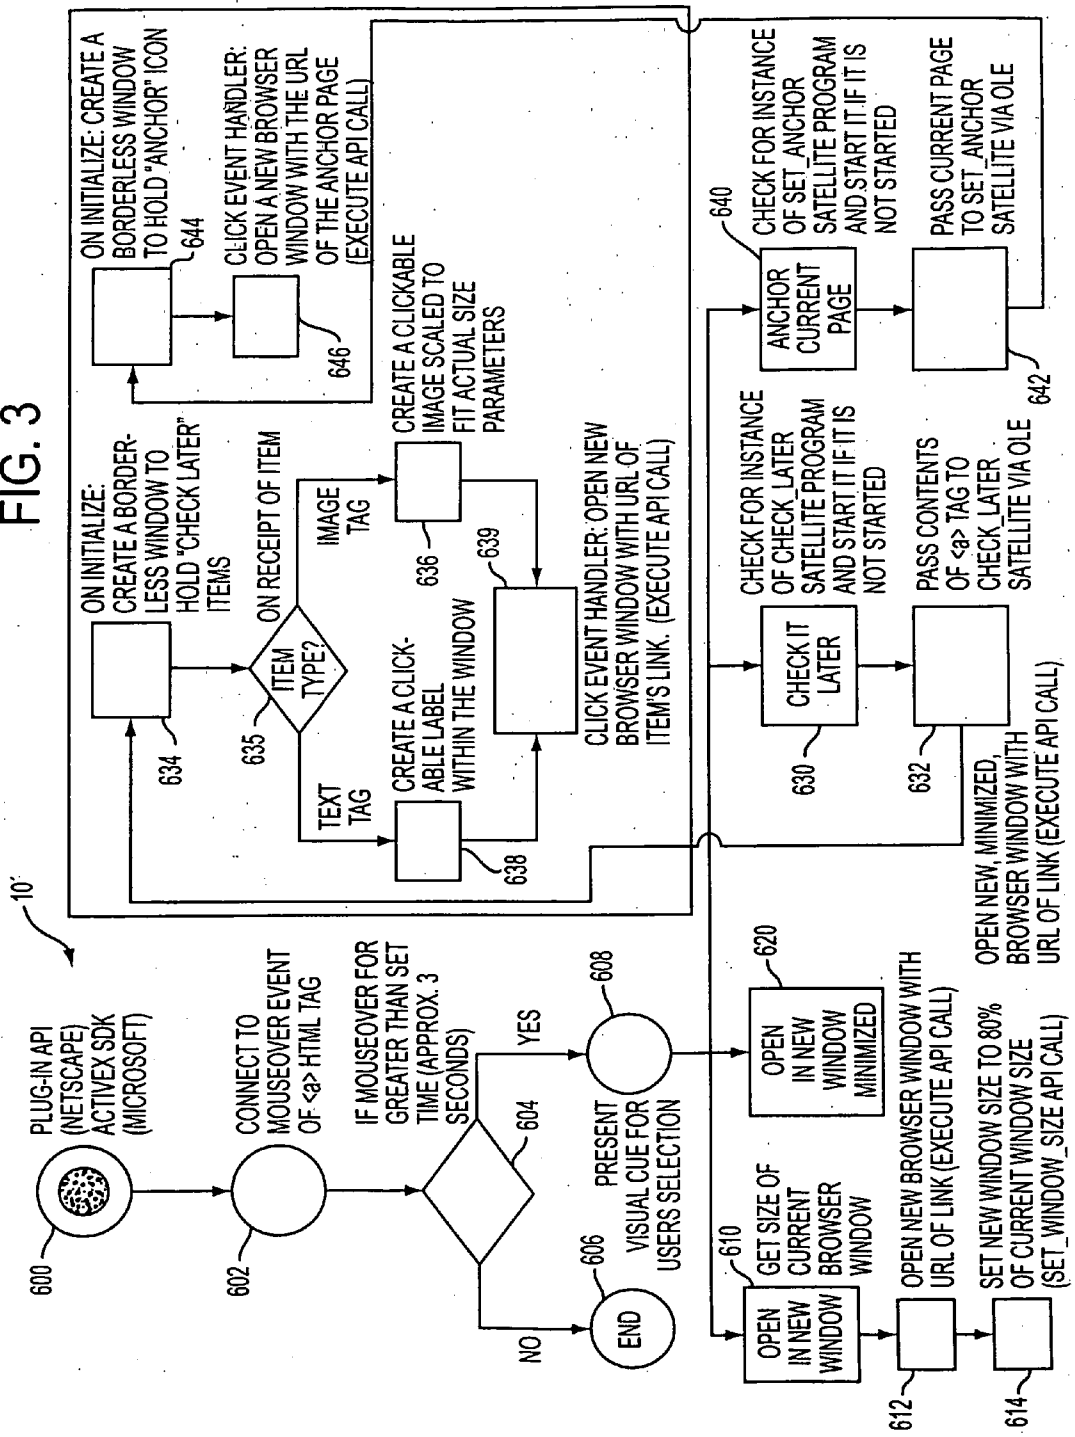 FIG. 3
10'
PLUG-IN API
(NETSCAPE)
ACTIVEX SDK
(MICROSOFT)
600
CONNECT TO
MOUSEOVER EVENT
OF <a> HTML TAG
602
IF MOUSEOVER FOR
GREATER THAN SET
TIME (APPROX. 3
SECONDS)
604
NO
YES
606
END
608
PRESENT
VISUAL CUE FOR
USERS SELECTION
610
OPEN
IN NEW
WINDOW
GET SIZE OF
CURRENT
BROWSER
WINDOW
612
OPEN NEW BROWSER WINDOW WITH
URL OF LINK (EXECUTE API CALL)
614
SET NEW WINDOW SIZE TO 80%
OF CURRENT WINDOW SIZE
(SET_WINDOW_SIZE API CALL)
620
OPEN
IN NEW
WINDOW
MINIMIZED
OPEN NEW, MINIMIZED,
BROWSER WINDOW WITH
URL OF LINK (EXECUTE API CALL)
630
CHECK IT
LATER
CHECK FOR INSTANCE
OF CHECK_LATER
SATELLITE PROGRAM
AND START IF IT IS
NOT STARTED
632
PASS CONTENTS
OF <a> TAG TO
CHECK_LATER
SATELLITE VIA OLE
640
ANCHOR
CURRENT
PAGE
CHECK FOR INSTANCE
OF SET_ANCHOR
SATELLITE PROGRAM
AND START IF IT IS
NOT STARTED
642
PASS CURRENT PAGE
TO SET_ANCHOR
SATELLITE VIA OLE
634
ON INITIALIZE:
CREATE A BORDER-
LESS WINDOW TO
HOLD "CHECK LATER"
ITEMS
635
ITEM
TYPE?
ON RECEIPT OF ITEM
TEXT
TAG
IMAGE
TAG
638
CREATE A CLICK-
ABLE LABEL
WITHIN THE WINDOW
636
CREATE A CLICKABLE
IMAGE SCALED TO
FIT ACTUAL SIZE
PARAMETERS
639
CLICK EVENT HANDLER: OPEN NEW
BROWSER WINDOW WITH URL OF
ITEM'S LINK. (EXECUTE API CALL)
644
ON INITIALIZE: CREATE A
BORDERLESS WINDOW
TO HOLD "ANCHOR" ICON
646
CLICK EVENT HANDLER:
OPEN A NEW BROWSER
WINDOW WITH THE URL
OF THE ANCHOR PAGE
(EXECUTE API CALL)